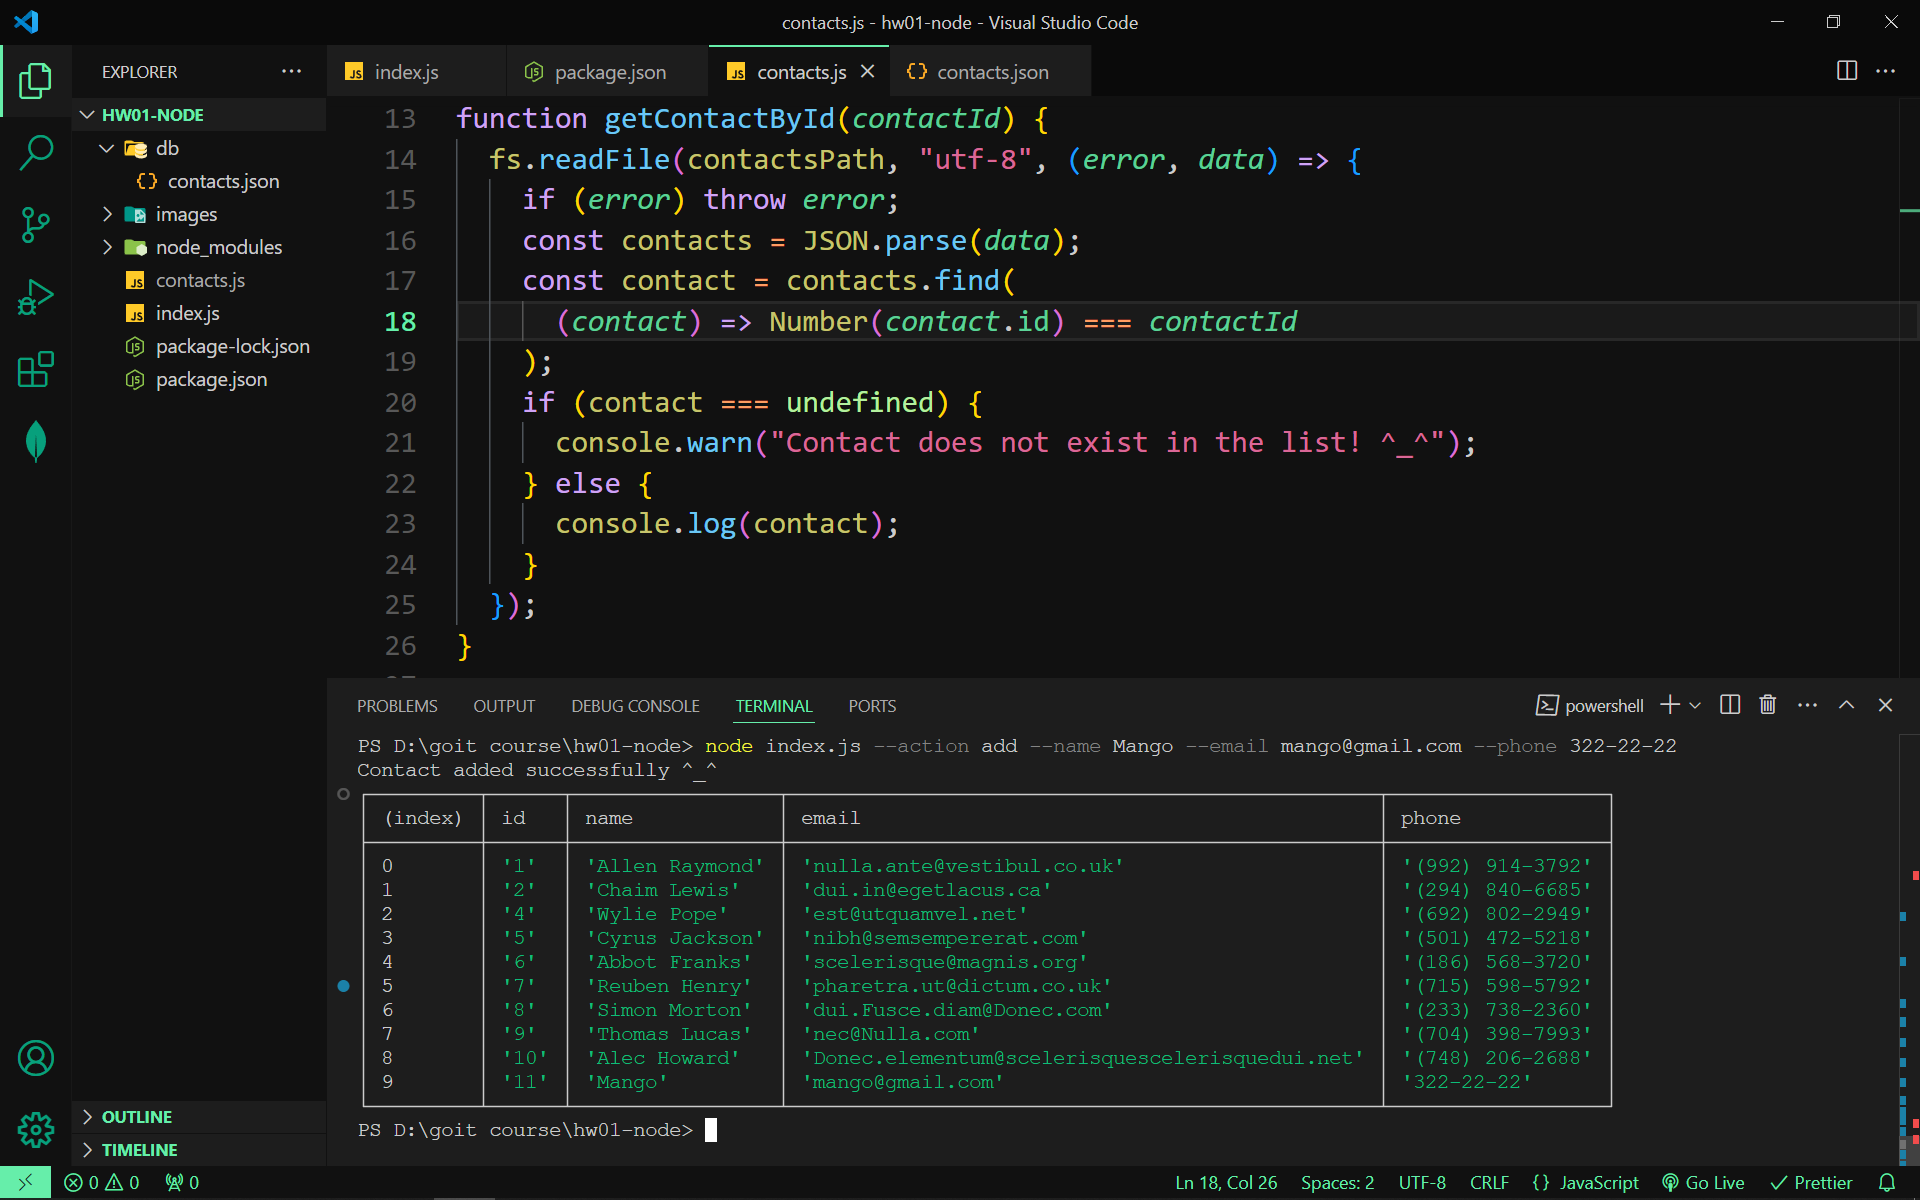 contacts.js - hw01-node - Visual Studio Code
EXPLORER
HW01-NODE
db
contacts.json
images
node_modules
contacts.js
index.js
package-lock.json
package.json
OUTLINE
TIMELINE
index.js
package.json
contacts.js
contacts.json
13 function getContactById(contactId) {
14 fs.readFile(contactsPath, "utf-8", (error, data) => {
15 if (error) throw error;
16 const contacts = JSON.parse(data);
17 const contact = contacts.find(
18 (contact) => Number(contact.id) === contactId
19 );
20 if (contact === undefined) {
21 console.warn("Contact does not exist in the list! ^_^");
22 } else {
23 console.log(contact);
24 }
25 });
26 }
PROBLEMS OUTPUT DEBUG CONSOLE TERMINAL PORTS
powershell
PS D:\goit course\hw01-node> node index.js --action add --name Mango --email mango@gmail.com --phone 322-22-22
Contact added successfully ^_^
(index) id name email phone
0 '1' 'Allen Raymond' 'nulla.ante@vestibul.co.uk' '(992) 914-3792'
1 '2' 'Chaim Lewis' 'dui.in@egetlacus.ca' '(294) 840-6685'
2 '4' 'Wylie Pope' 'est@utquamvel.net' '(692) 802-2949'
3 '5' 'Cyrus Jackson' 'nibh@semsempererat.com' '(501) 472-5218'
4 '6' 'Abbot Franks' 'scelerisque@magnis.org' '(186) 568-3720'
5 '7' 'Reuben Henry' 'pharetra.ut@dictum.co.uk' '(715) 598-5792'
6 '8' 'Simon Morton' 'dui.Fusce.diam@Donec.com' '(233) 738-2360'
7 '9' 'Thomas Lucas' 'nec@Nulla.com' '(704) 398-7993'
8 '10' 'Alec Howard' 'Donec.elementum@scelerisquescelerisquedui.net' '(748) 206-2688'
9 '11' 'Mango' 'mango@gmail.com' '322-22-22'
PS D:\goit course\hw01-node>
0 0 0
Ln 18, Col 26 Spaces: 2 UTF-8 CRLF {} JavaScript Go Live Prettier